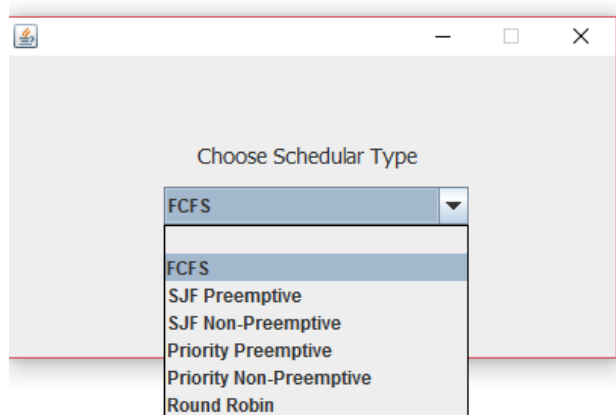 Choose Schedular Type
FCFS
FCFS
SJF Preemptive
SJF Non-Preemptive
Priority Preemptive
Priority Non-Preemptive
Round Robin